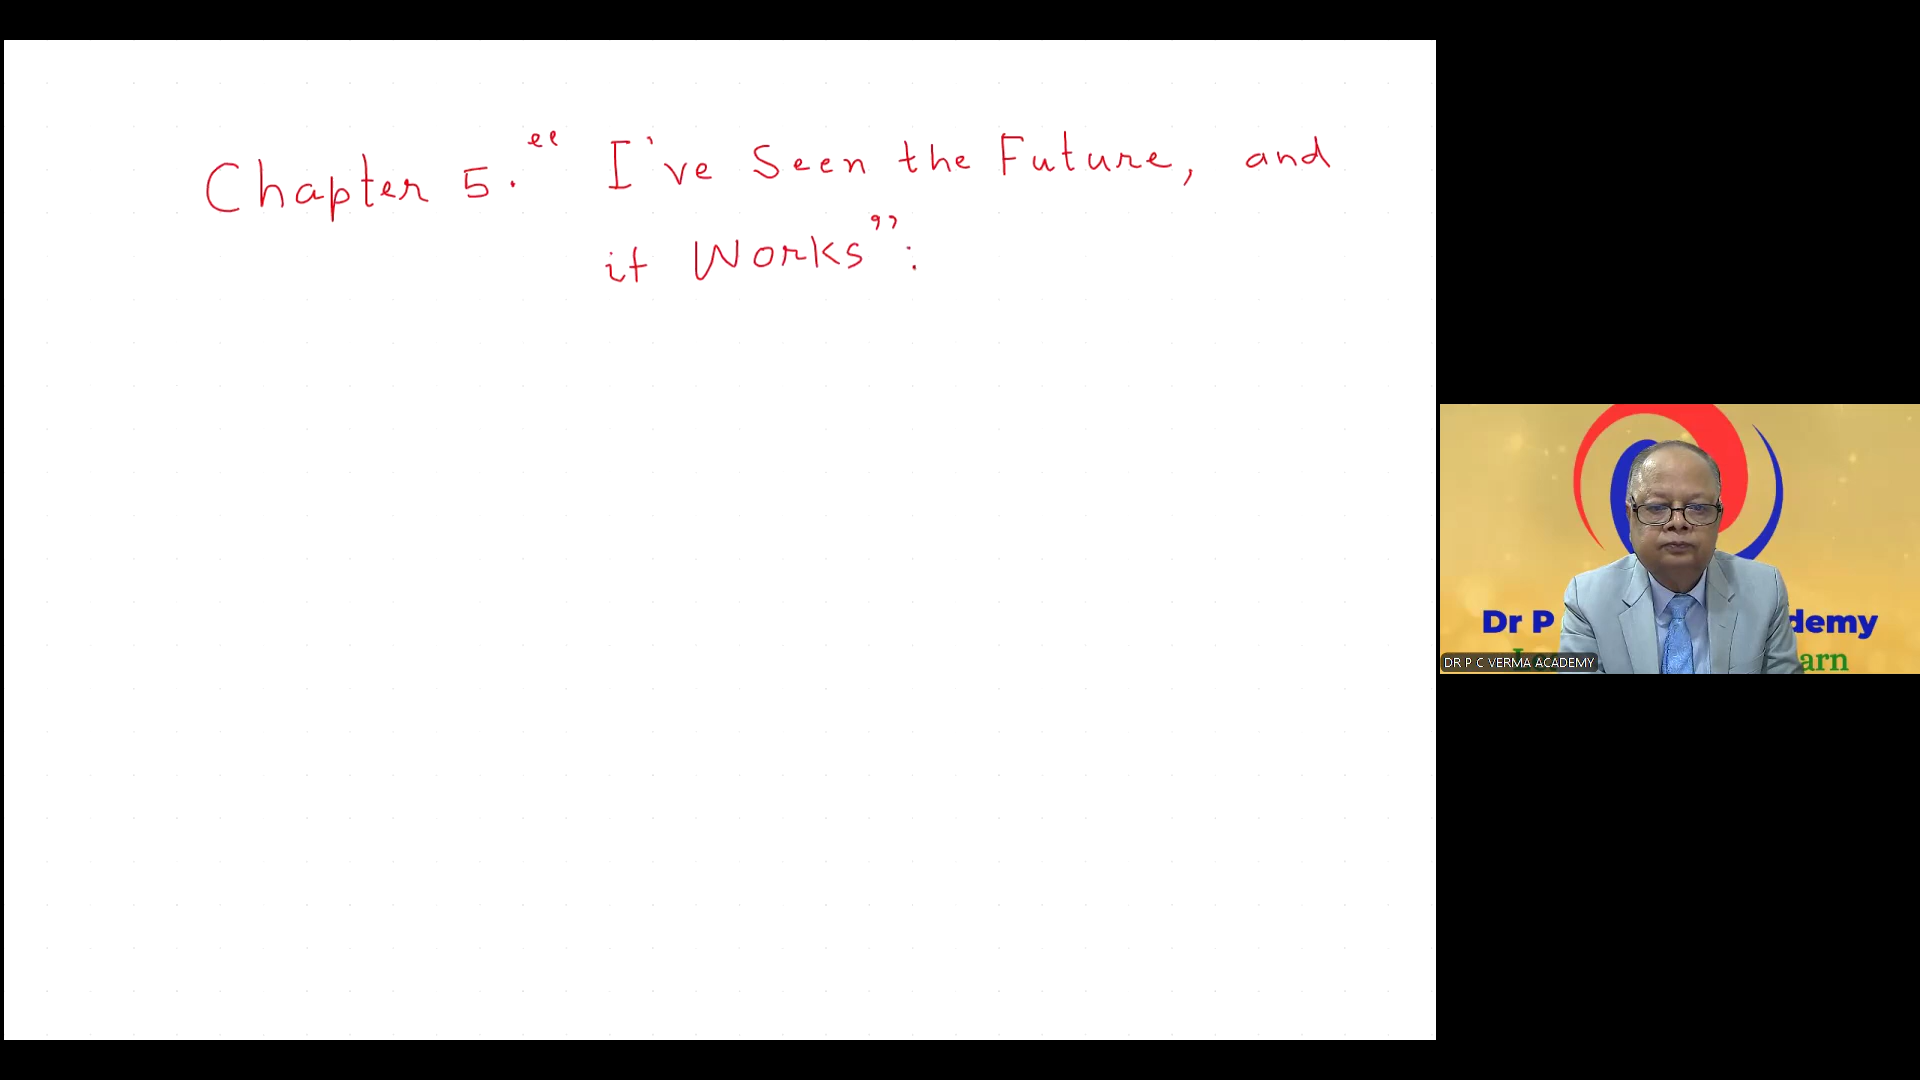 Chapter 5. " I've Seen the Future, and
it Works":
Dr P demy
arn
DR P C VERMA ACADEMY